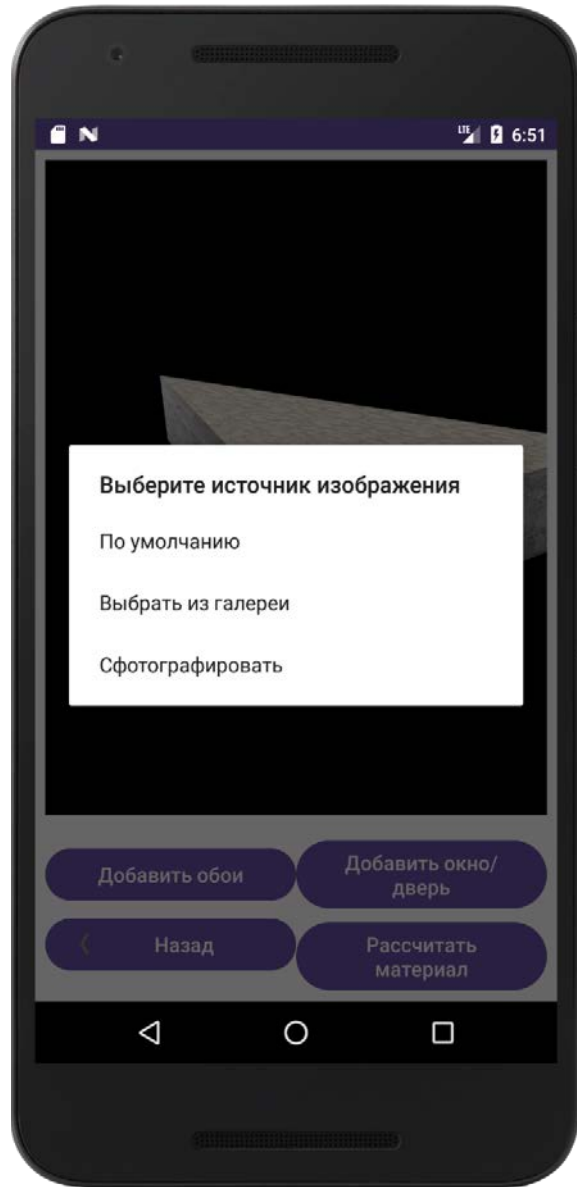 LTE 6:51
Выберите источник изображения
По умолчанию
Выбрать из галереи
Сфотографировать
Добавить обои
Добавить окно/
дверь
Назад
Рассчитать
материал